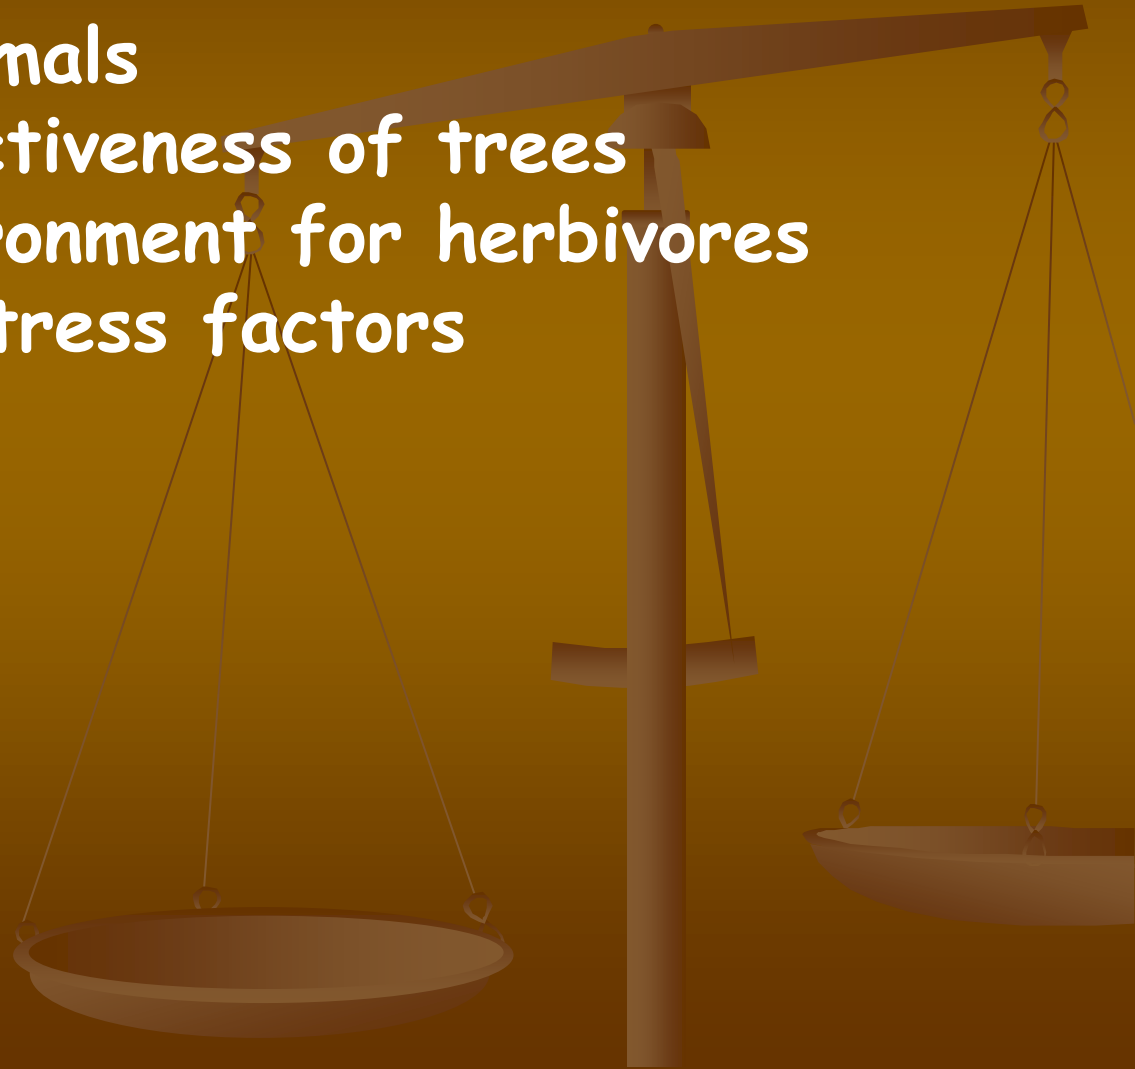 mals
ctiveness of trees
ronment for herbivores
tress factors